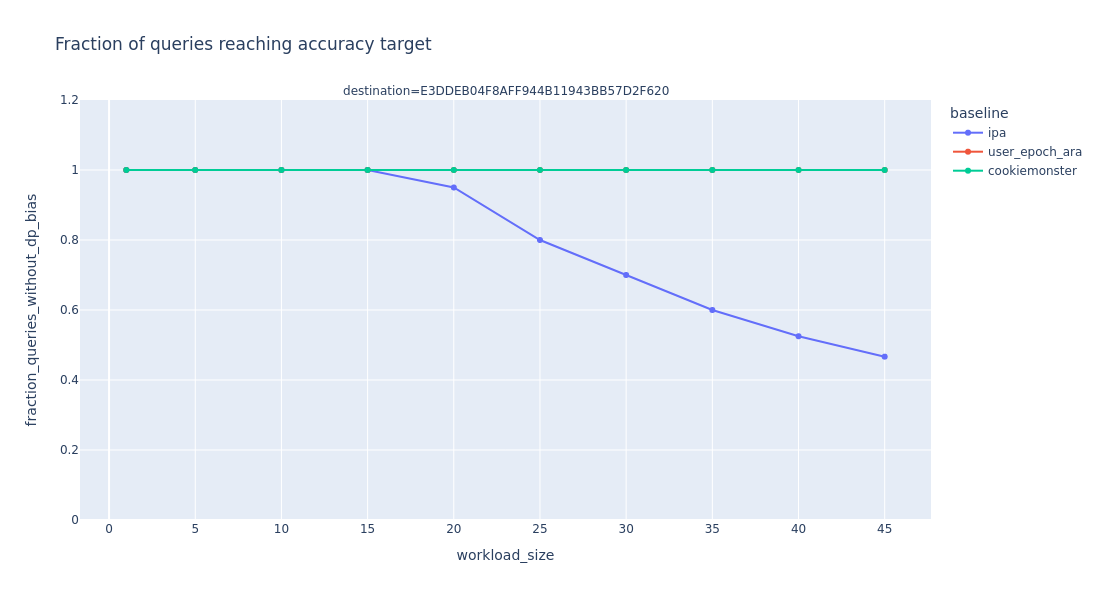 Fraction of queries reaching accuracy target
destination=E3DDEB04F8AFF944B11943BB57D2F620
baseline
ipa
user_epoch_ara
cookiemonster
fraction_queries_without_dp_bias
1.2
1
0.8
0.6
0.4
0.2
0
0 5 10 15 20 25 30 35 40 45
workload_size